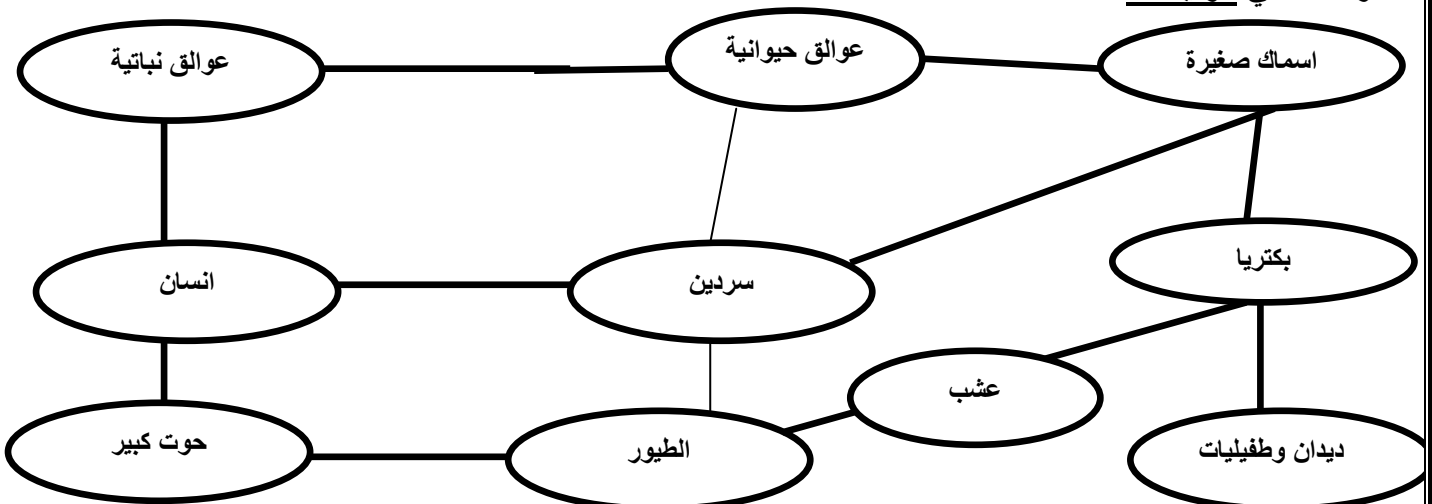 اسماك صغيرة
عوالق حيوانية
عوالق نباتية
بكتريا
سردين
انسان
عشب
ديدان وطفيليات
الطيور
حوت كبير